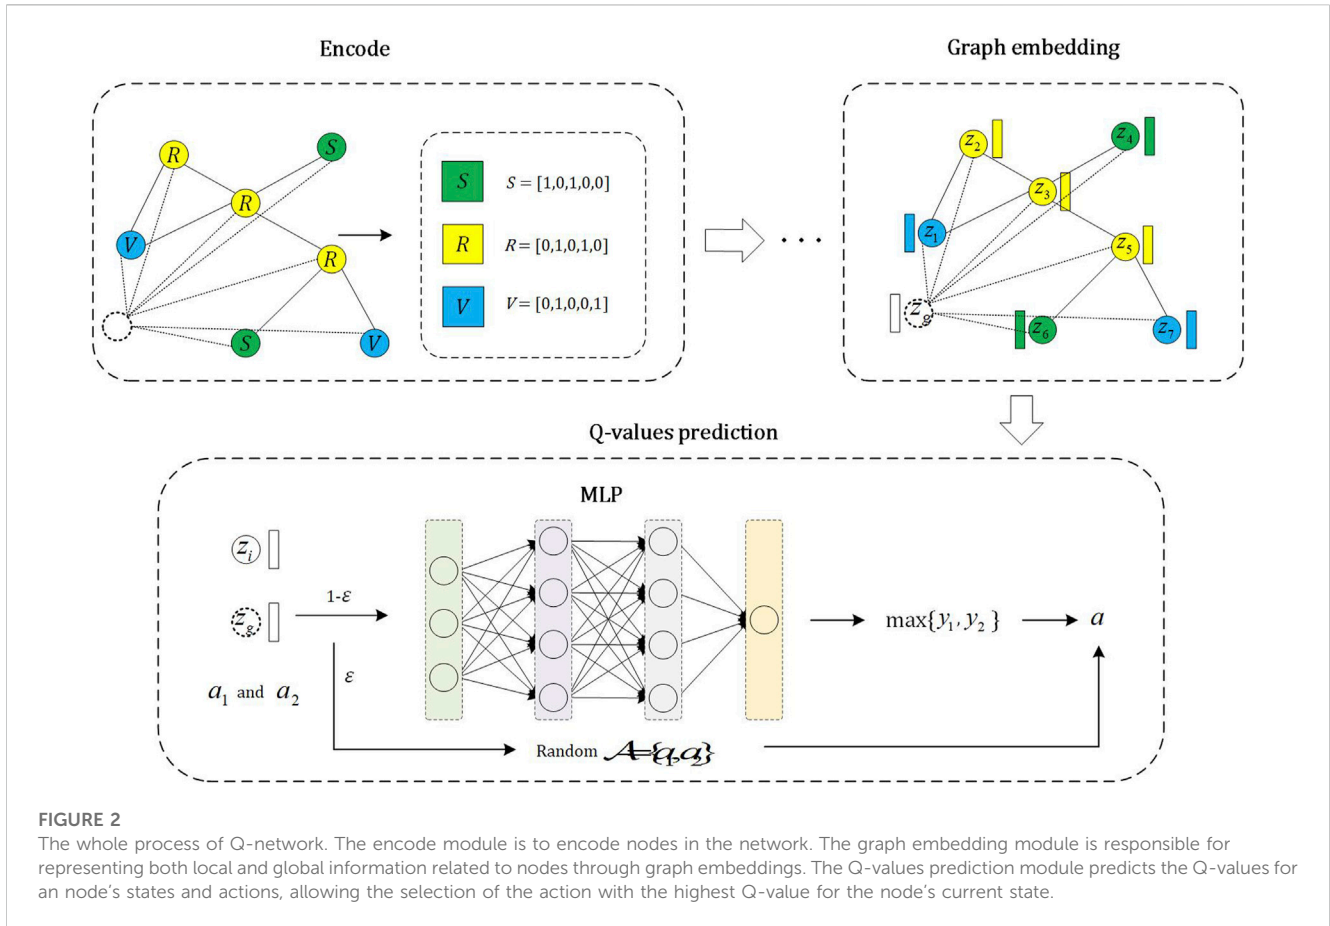 Encode
Graph embedding
R
S
R
V
R
S
V
S
S = [1,0,1,0,0]
R
R = [0,1,0,1,0]
V
V = [0,1,0,0,1]
. . .
z2
z4
z3
z1
z5
zg
z6
z7
Q-values prediction
MLP
zi
zg
1-ε
ε
a1 and a2
max{y1, y2}
a
Random A={a1,a2}
FIGURE 2
The whole process of Q-network. The encode module is to encode nodes in the network. The graph embedding module is responsible for
representing both local and global information related to nodes through graph embeddings. The Q-values prediction module predicts the Q-values for
an node's states and actions, allowing the selection of the action with the highest Q-value for the node's current state.